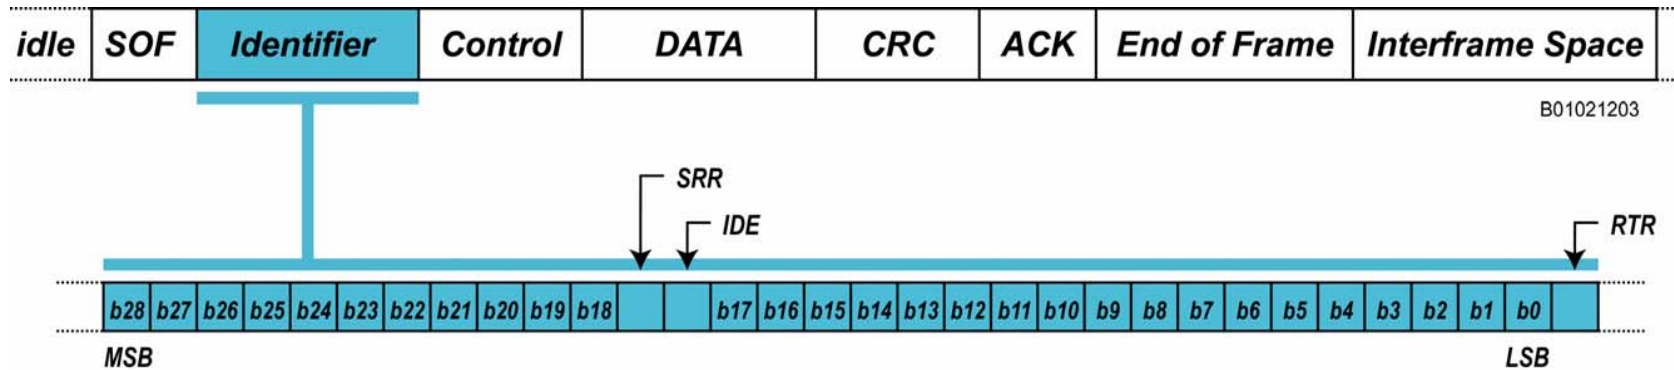 idle SOF Identifier Control DATA CRC ACK End of Frame Interframe Space
B01021203
SRR
IDE
RTR
b28 b27 b26 b25 b24 b23 b22 b21 b20 b19 b18 b17 b16 b15 b14 b13 b12 b11 b10 b9 b8 b7 b6 b5 b4 b3 b2 b1 b0
MSB LSB